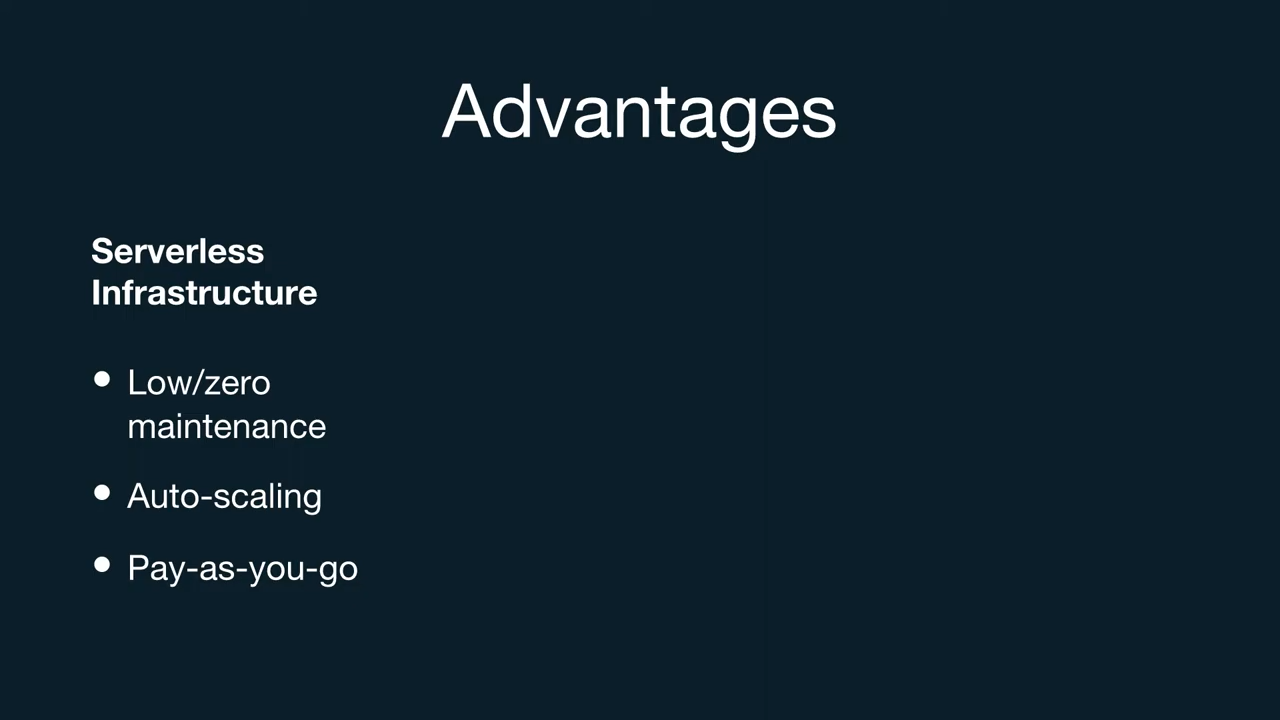 Advantages
Serverless
Infrastructure
• Low/zero
maintenance
• Auto-scaling
• Pay-as-you-go